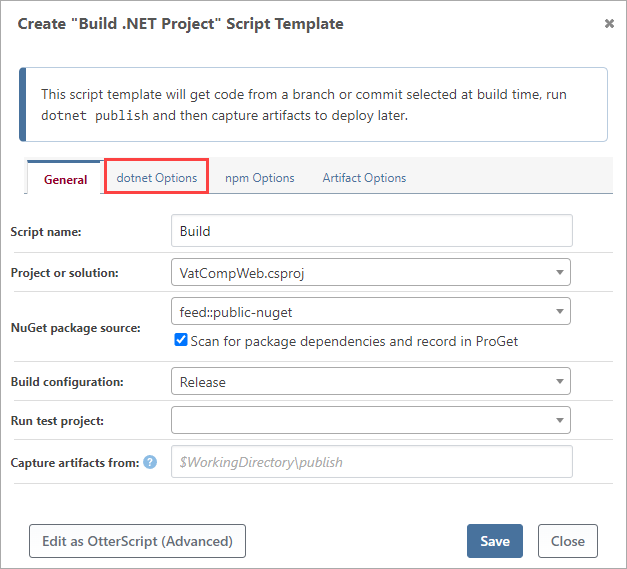 Create "Build .NET Project" Script Template
✖
This script template will get code from a branch or commit selected at build time, run
dotnet publish and then capture artifacts to deploy later.
General dotnet Options npm Options Artifact Options
Script name: Build
Project or solution: VatCompWeb.csproj
NuGet package source: feed::public-nuget
Scan for package dependencies and record in ProGet
Build configuration: Release
Run test project:
Capture artifacts from: ? $WorkingDirectory\publish
Edit as OtterScript (Advanced) Save Close